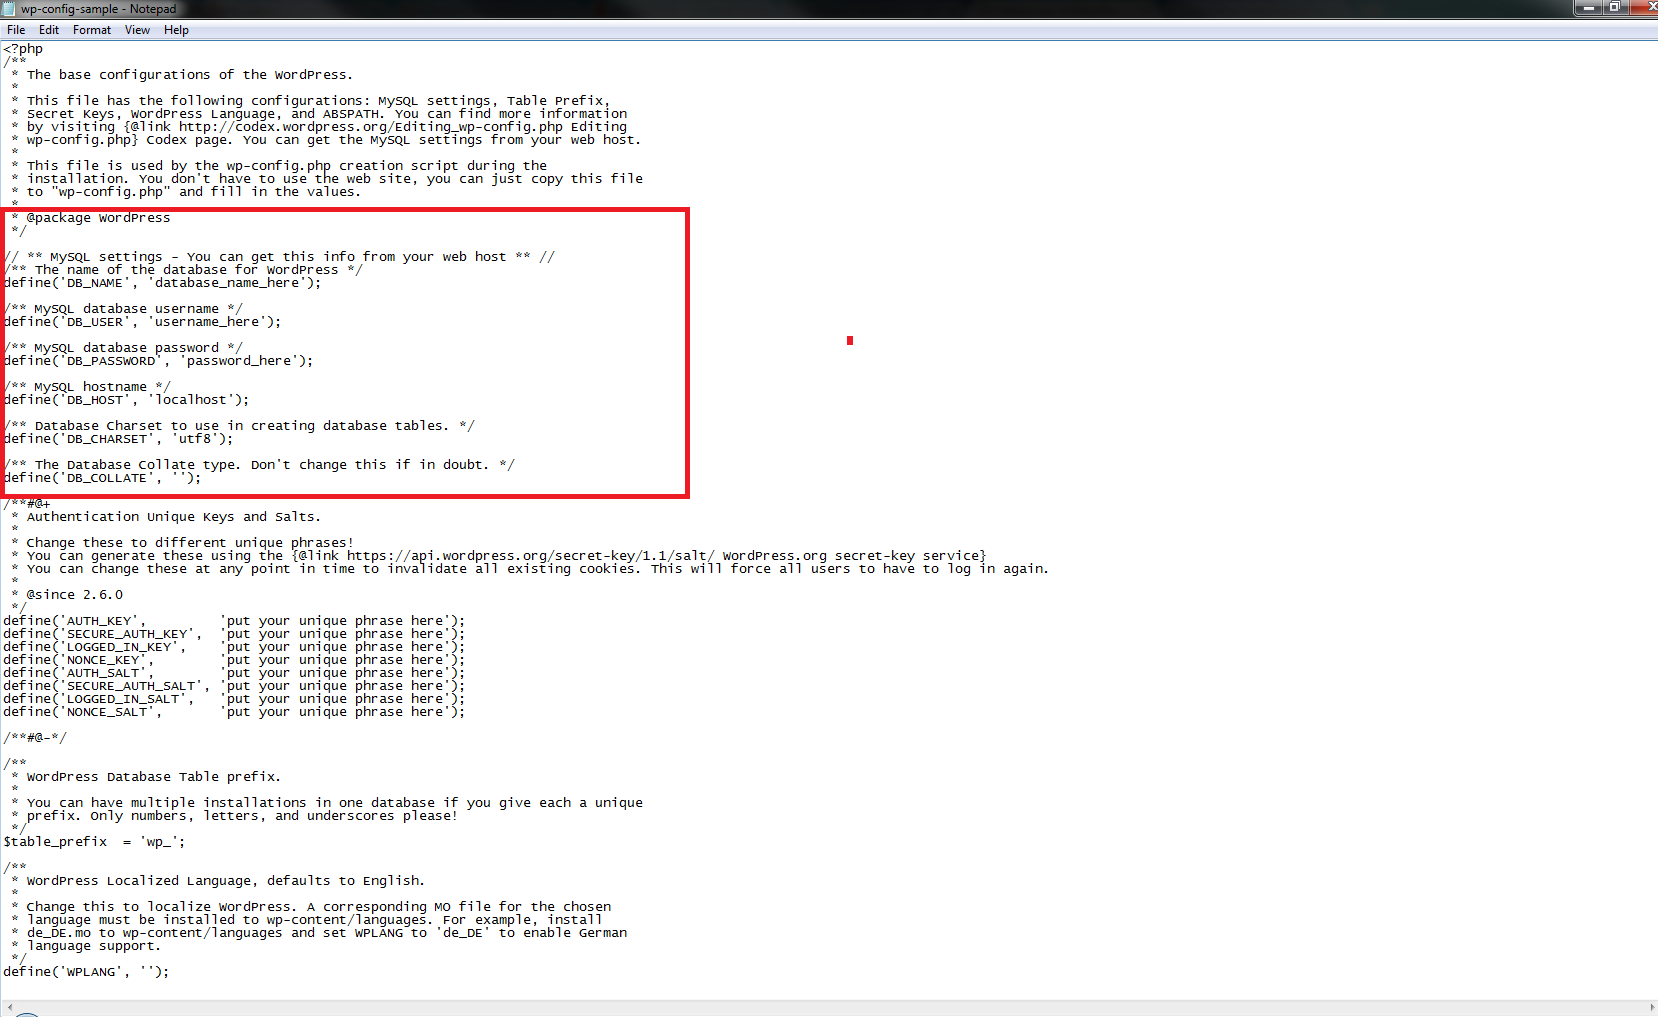 wp-config-sample - Notepad
File Edit Format View Help
<?php
/**
 * The base configurations of the WordPress.
 *
 * This file has the following configurations: MySQL settings, Table Prefix,
 * Secret Keys, WordPress Language, and ABSPATH. You can find more information
 * by visiting {@link http://codex.wordpress.org/Editing_wp-config.php Editing
 * wp-config.php} Codex page. You can get the MySQL settings from your web host.
 *
 * This file is used by the wp-config.php creation script during the
 * installation. You don't have to use the web site, you can just copy this file
 * to "wp-config.php" and fill in the values.
 *
 * @package WordPress
 */

// ** MySQL settings - You can get this info from your web host ** //
/** The name of the database for WordPress */
define('DB_NAME', 'database_name_here');

/** MySQL database username */
define('DB_USER', 'username_here');

/** MySQL database password */
define('DB_PASSWORD', 'password_here');

/** MySQL hostname */
define('DB_HOST', 'localhost');

/** Database Charset to use in creating database tables. */
define('DB_CHARSET', 'utf8');

/** The Database Collate type. Don't change this if in doubt. */
define('DB_COLLATE', '');

/**#@+
 * Authentication Unique Keys and Salts.
 *
 * Change these to different unique phrases!
 * You can generate these using the {@link https://api.wordpress.org/secret-key/1.1/salt/ WordPress.org secret-key service}
 * You can change these at any point in time to invalidate all existing cookies. This will force all users to have to log in again.
 *
 * @since 2.6.0
 */
define('AUTH_KEY',         'put your unique phrase here');
define('SECURE_AUTH_KEY',  'put your unique phrase here');
define('LOGGED_IN_KEY',    'put your unique phrase here');
define('NONCE_KEY',        'put your unique phrase here');
define('AUTH_SALT',        'put your unique phrase here');
define('SECURE_AUTH_SALT', 'put your unique phrase here');
define('LOGGED_IN_SALT',   'put your unique phrase here');
define('NONCE_SALT',       'put your unique phrase here');

/**#@-*/

/**
 * WordPress Database Table prefix.
 *
 * You can have multiple installations in one database if you give each a unique
 * prefix. Only numbers, letters, and underscores please!
 */
$table_prefix  = 'wp_';

/**
 * WordPress Localized Language, defaults to English.
 *
 * Change this to localize WordPress. A corresponding MO file for the chosen
 * language must be installed to wp-content/languages. For example, install
 * de_DE.mo to wp-content/languages and set WPLANG to 'de_DE' to enable German
 * language support.
 */
define('WPLANG', '');